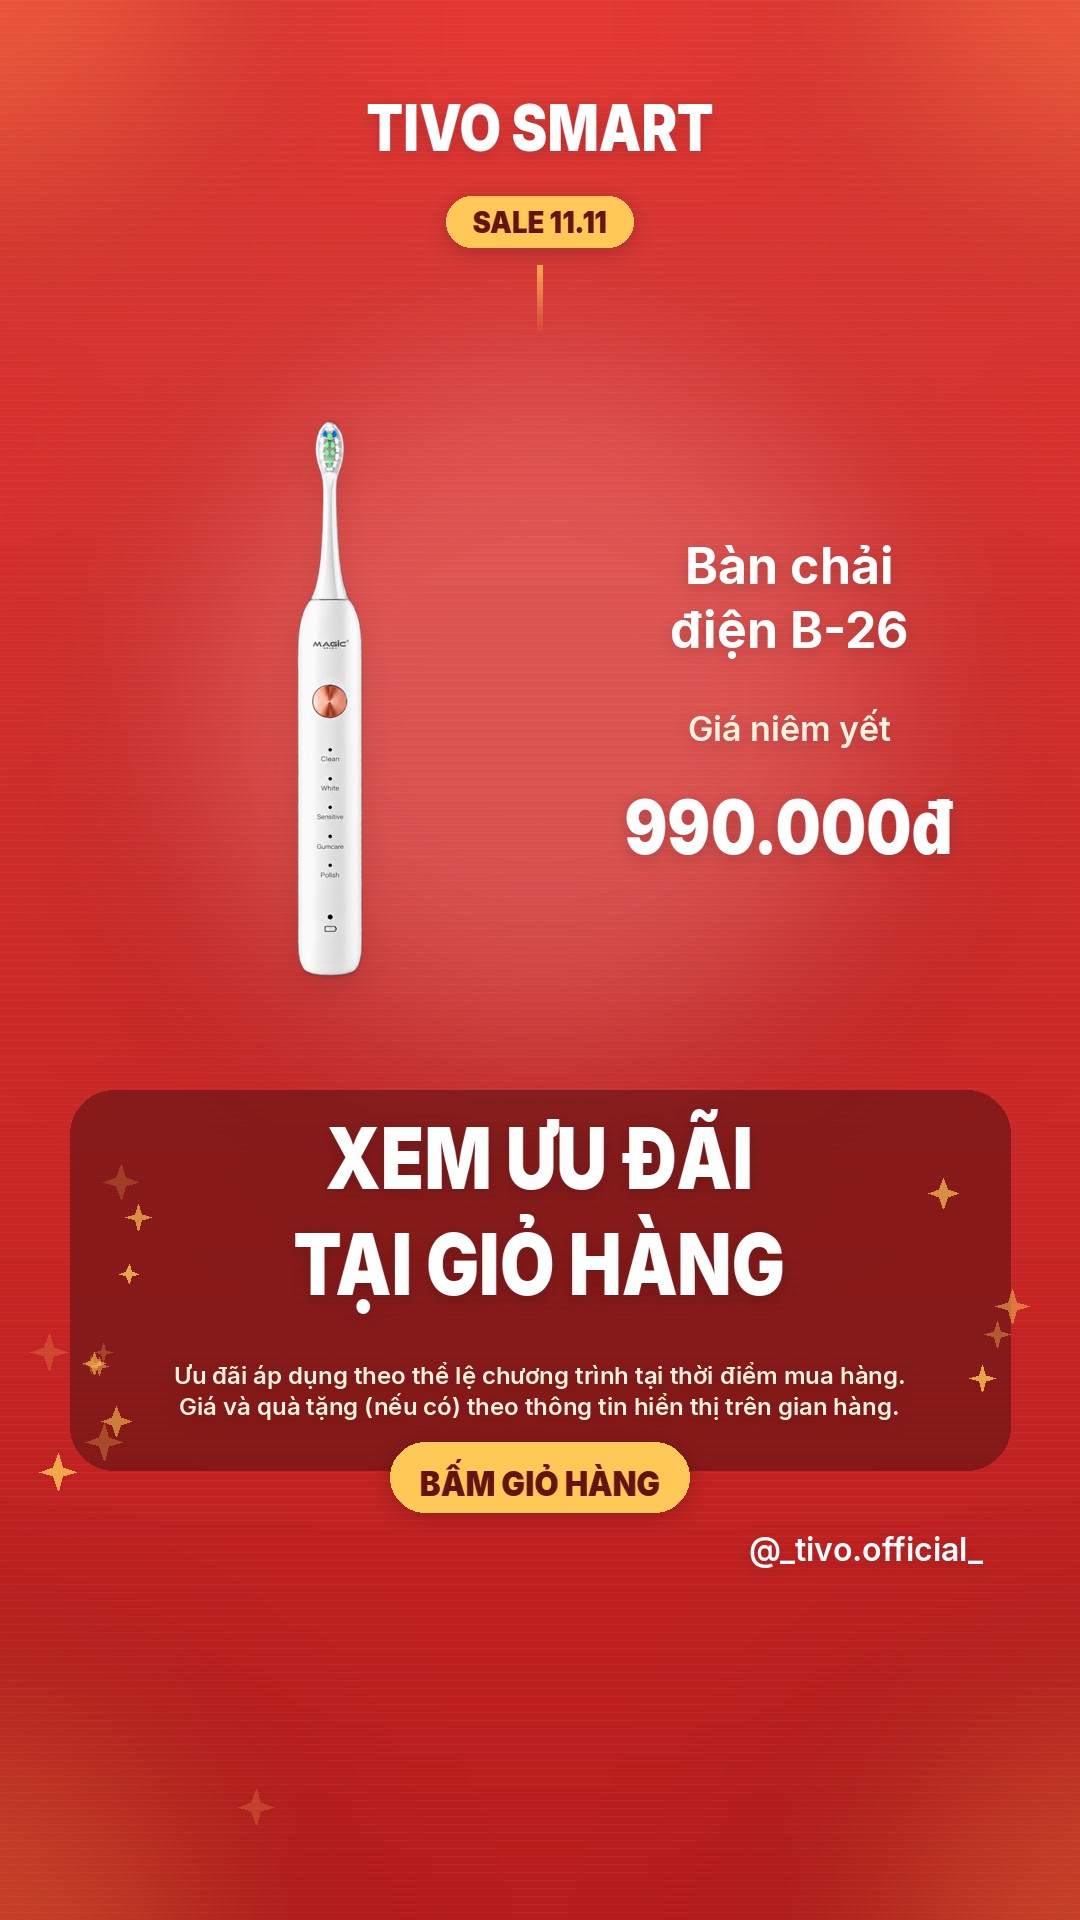 TIVO SMART
SALE 11.11
MAGIC
Clean
White
Sensitive
Gumcare
Polish
Bàn chải
điện B-26
Giá niêm yết
990.000đ
XEM ƯU ĐÃI
TẠI GIỎ HÀNG
Ưu đãi áp dụng theo thể lệ chương trình tại thời điểm mua hàng.
Giá và quà tặng (nếu có) theo thông tin hiển thị trên gian hàng.
BẤM GIỎ HÀNG
@_tivo.official_